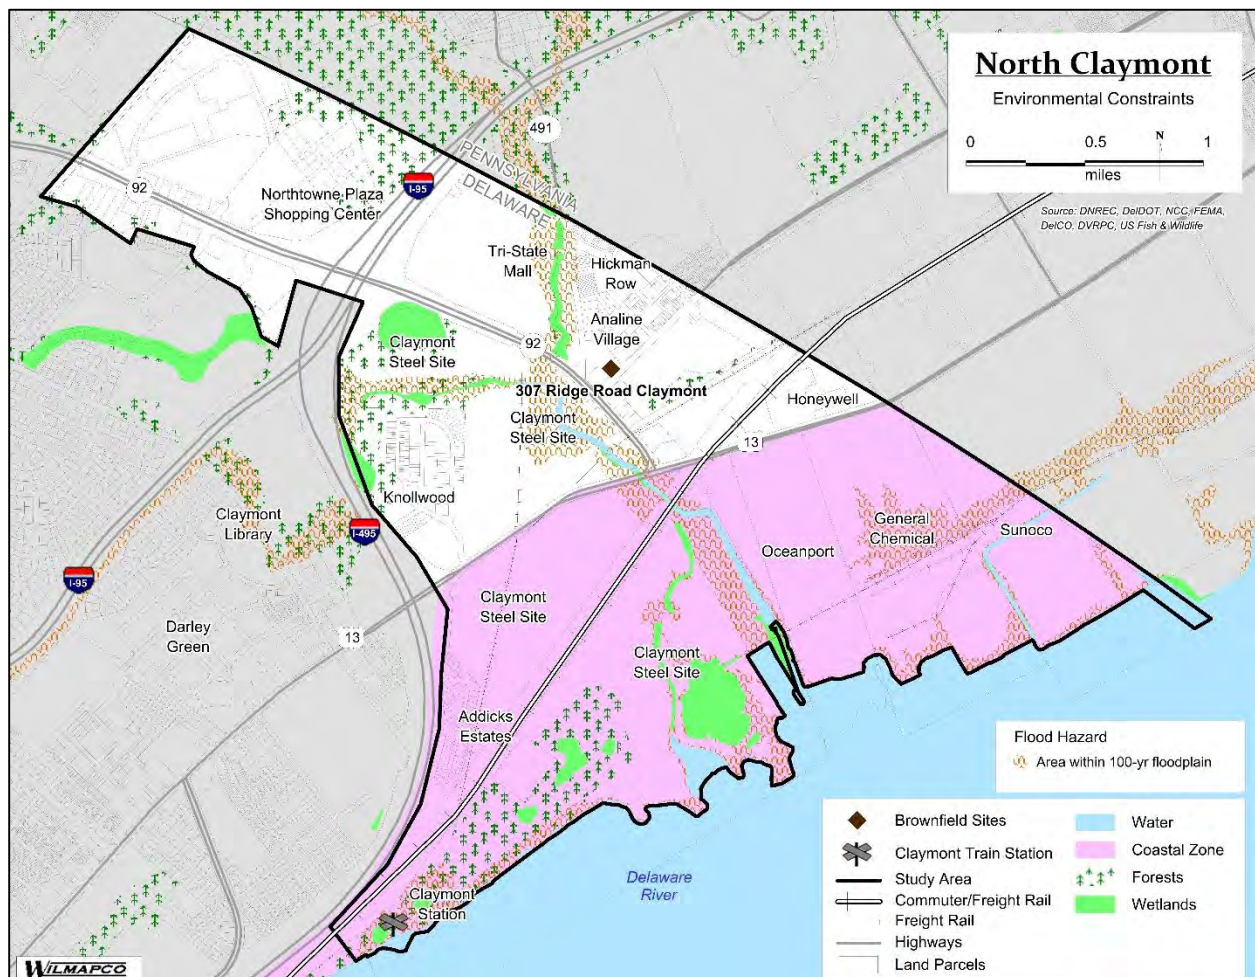 North Claymont
Environmental Constraints
0 0.5 1
N
miles
Source: DNREC, DelDOT, NCC, FEMA,
DelCO, DVRPC, US Fish & Wildlife
491
PENNSYLVANIA
DELAWARE
92
I-95
Northtowne Plaza
Shopping Center
Tri-State
Mall
Hickman
Row
Analine
Village
Claymont
Steel Site
92
307 Ridge Road Claymont
Honeywell
Claymont
Steel Site
13
Knollwood
Claymont
Library
I-495
General
Chemical
Sunoco
Oceanport
I-95
Claymont
Steel Site
Darley
Green
13
Claymont
Steel Site
Addicks
Estates
Flood Hazard
Area within 100-yr floodplain
Delaware
River
Claymont
Station
Brownfield Sites
Claymont Train Station
Study Area
Commuter/Freight Rail
Freight Rail
Highways
Land Parcels
Water
Coastal Zone
Forests
Wetlands
WILMAPCO